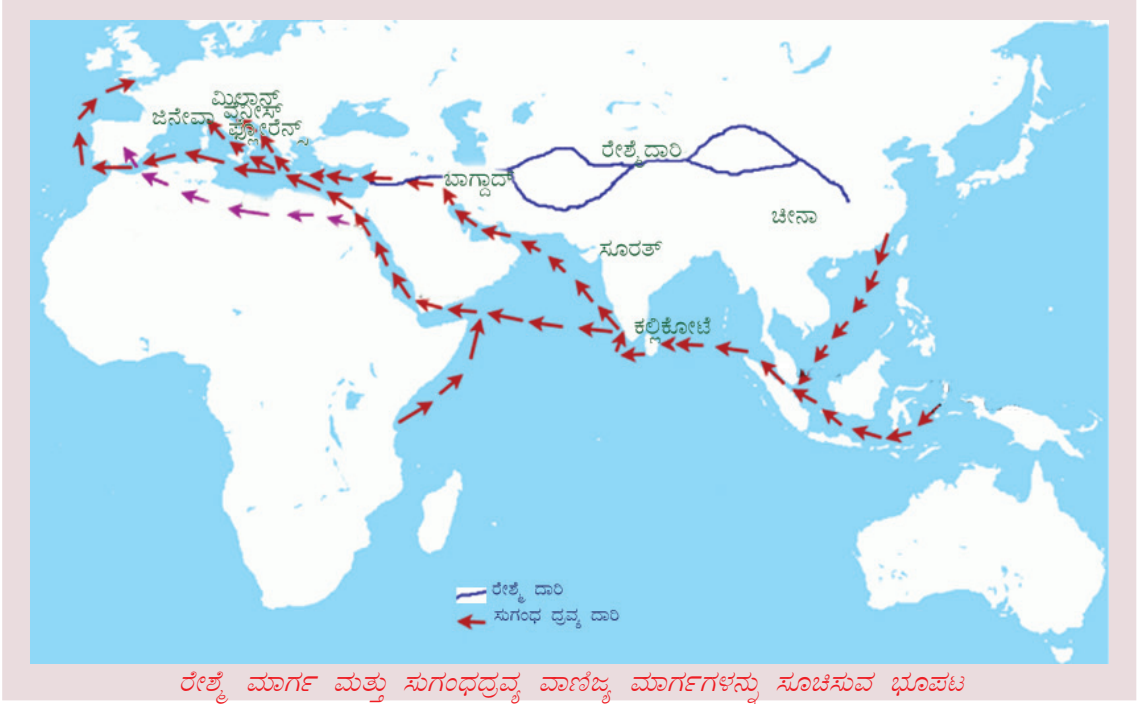 ಮಿಲಾನ್
ವೆನೀಸ್
ಜಿನೇವಾ
ಫ್ಲೋರೆನ್ಸ್
ರೇಶ್ಮೆ ದಾರಿ
ಬಾಗ್ದಾದ್
ಚೀನಾ
ಸೂರತ್
ಕಲ್ಲಿಕೋಟೆ
ರೇಶ್ಮೆ ದಾರಿ
ಸುಗಂಧ ದ್ರವ್ಯ ದಾರಿ
ರೇಶ್ಮೆ ಮಾರ್ಗ ಮತ್ತು ಸುಗಂಧದ್ರವ್ಯ ವಾಣಿಜ್ಯ ಮಾರ್ಗಗಳನ್ನು ಸೂಚಿಸುವ ಭೂಪಟ